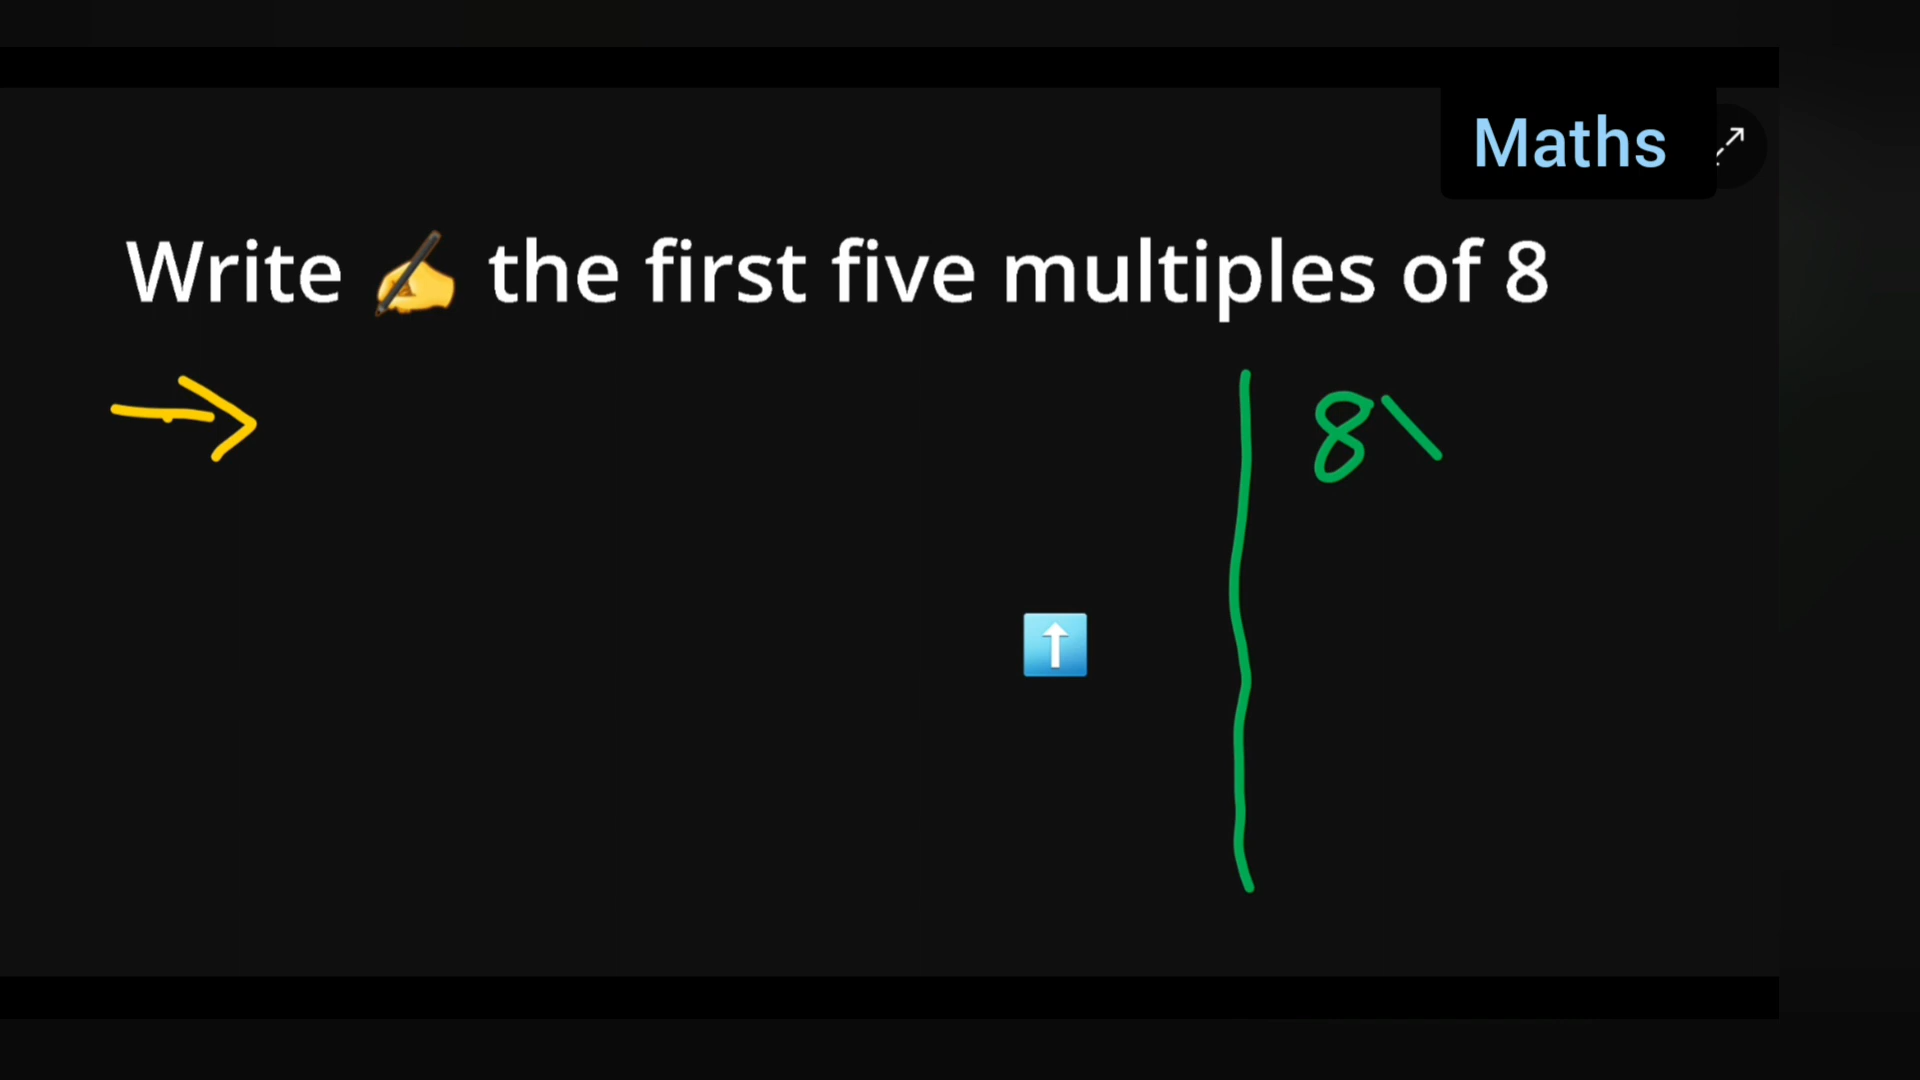 Maths
Write ✍️ the first five multiples of 8
8\